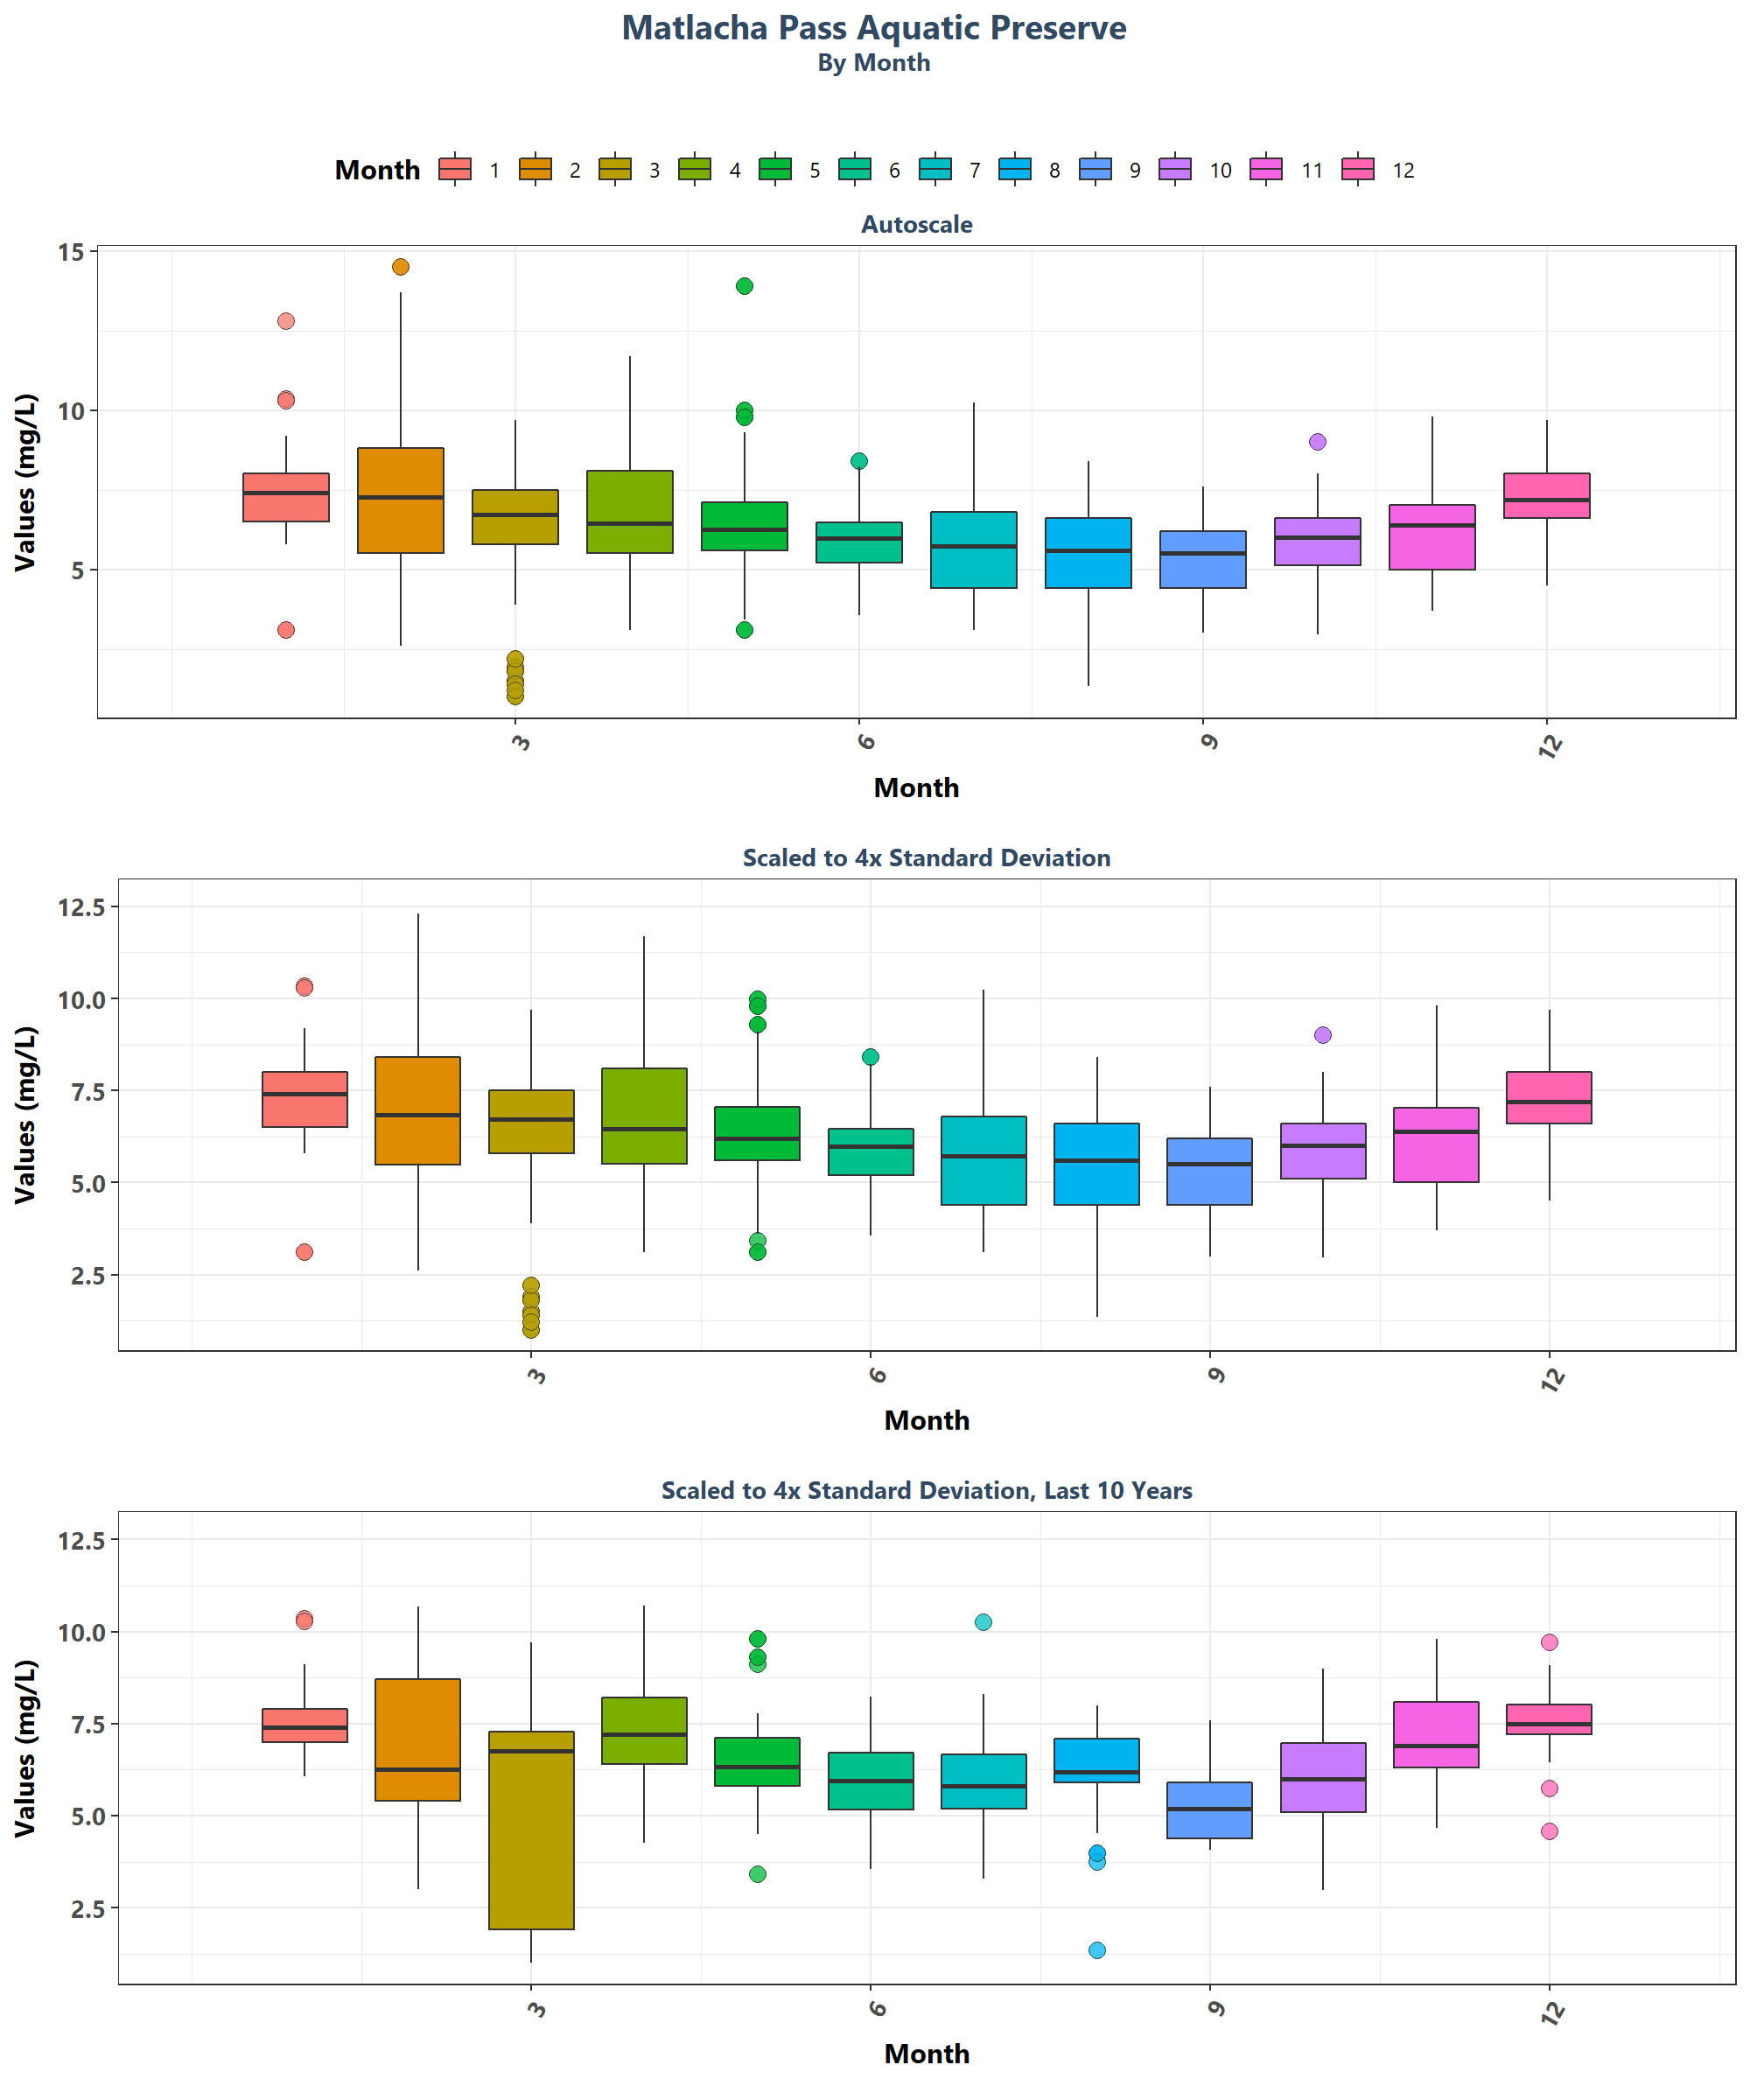 Matlacha Pass Aquatic Preserve
By Month
Month 1 2 3 4 5 6 7 8 9 10 11 12
Autoscale
Values (mg/L)
15
10
5
3 6 9 12
Month
Scaled to 4x Standard Deviation
Values (mg/L)
12.5
10.0
7.5
5.0
2.5
3 6 9 12
Month
Scaled to 4x Standard Deviation, Last 10 Years
Values (mg/L)
12.5
10.0
7.5
5.0
2.5
3 6 9 12
Month